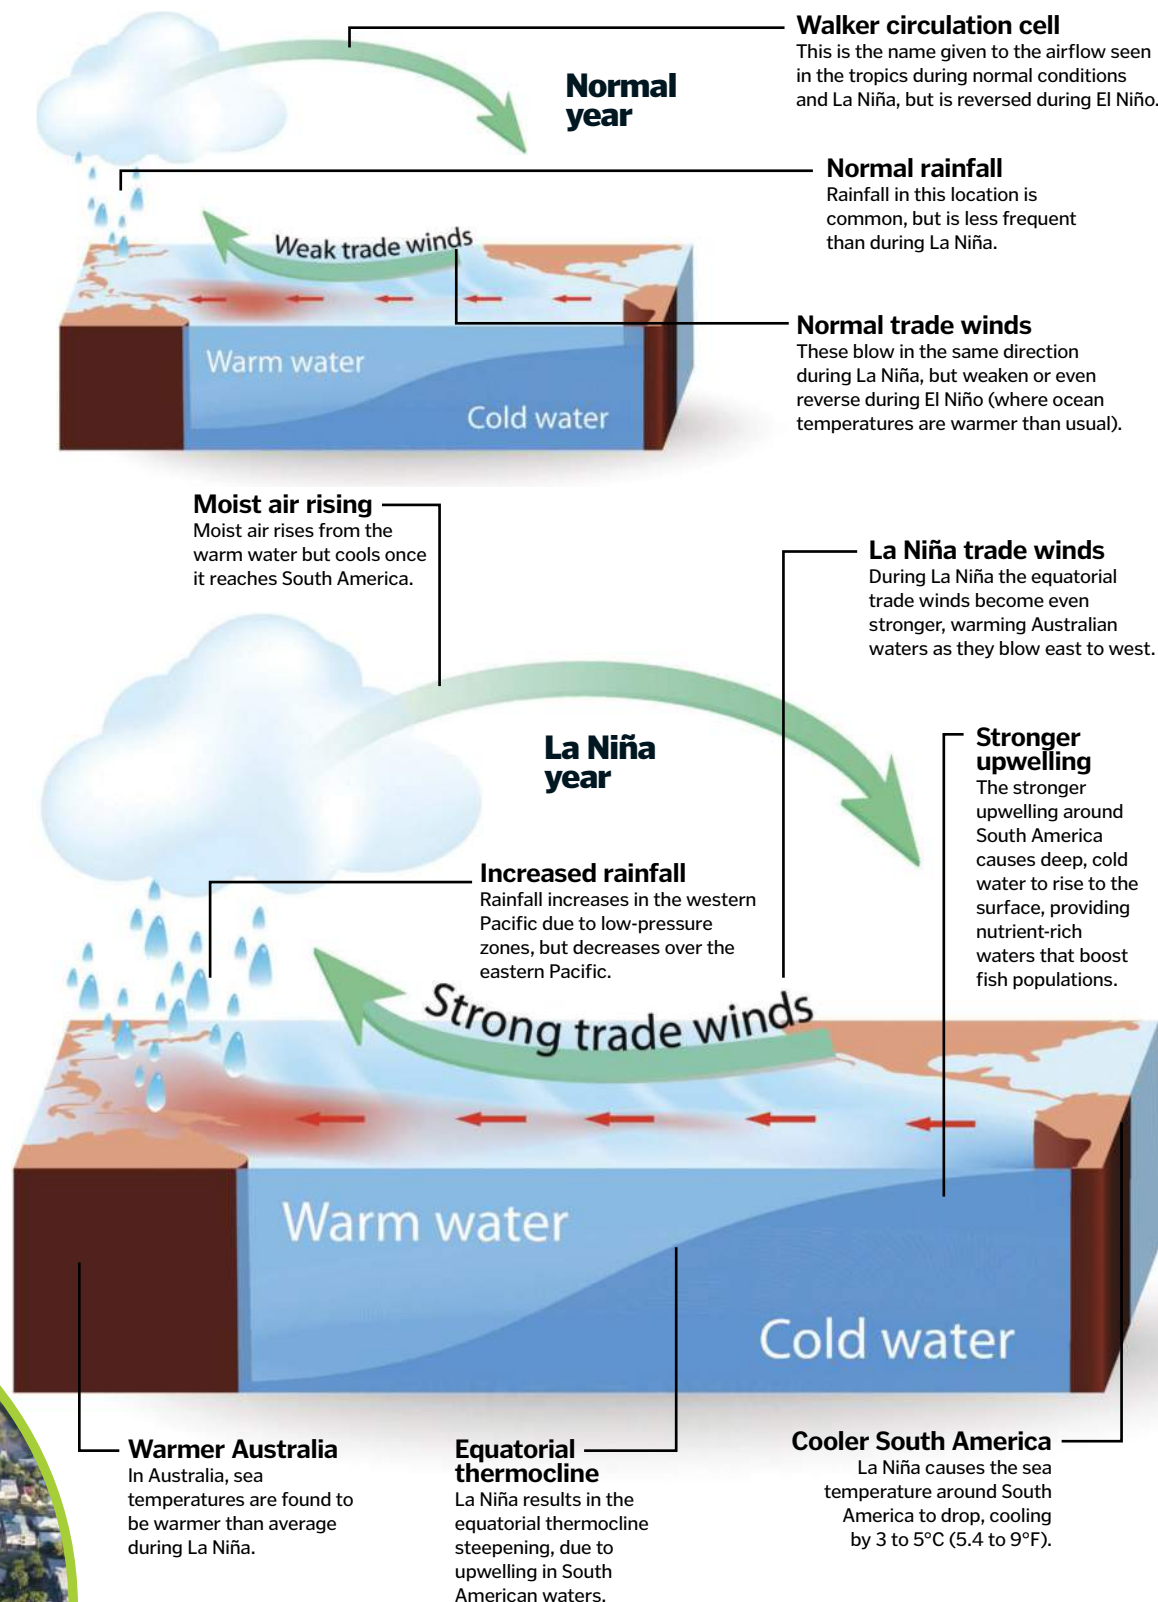 Walker circulation cell
This is the name given to the airflow seen
in the tropics during normal conditions
and La Niña, but is reversed during El Niño.
Normal
year
Normal rainfall
Rainfall in this location is
common, but is less frequent
than during La Niña.
Weak trade winds
Normal trade winds
These blow in the same direction
during La Niña, but weaken or even
reverse during El Niño (where ocean
temperatures are warmer than usual).
Warm water
Cold water
Moist air rising
Moist air rises from the
warm water but cools once
it reaches South America.
La Niña trade winds
During La Niña the equatorial
trade winds become even
stronger, warming Australian
waters as they blow east to west.
La Niña
year
Stronger
upwelling
The stronger
upwelling around
South America
causes deep, cold
water to rise to the
surface, providing
nutrient-rich
waters that boost
fish populations.
Increased rainfall
Rainfall increases in the western
Pacific due to low-pressure
zones, but decreases over the
eastern Pacific.
Strong trade winds
Warm water
Cold water
Warmer Australia
In Australia, sea
temperatures are found to
be warmer than average
during La Niña.
Equatorial
thermocline
La Niña results in the
equatorial thermocline
steepening, due to
upwelling in South
American waters.
Cooler South America
La Niña causes the sea
temperature around South
America to drop, cooling
by 3 to 5°C (5.4 to 9°F).